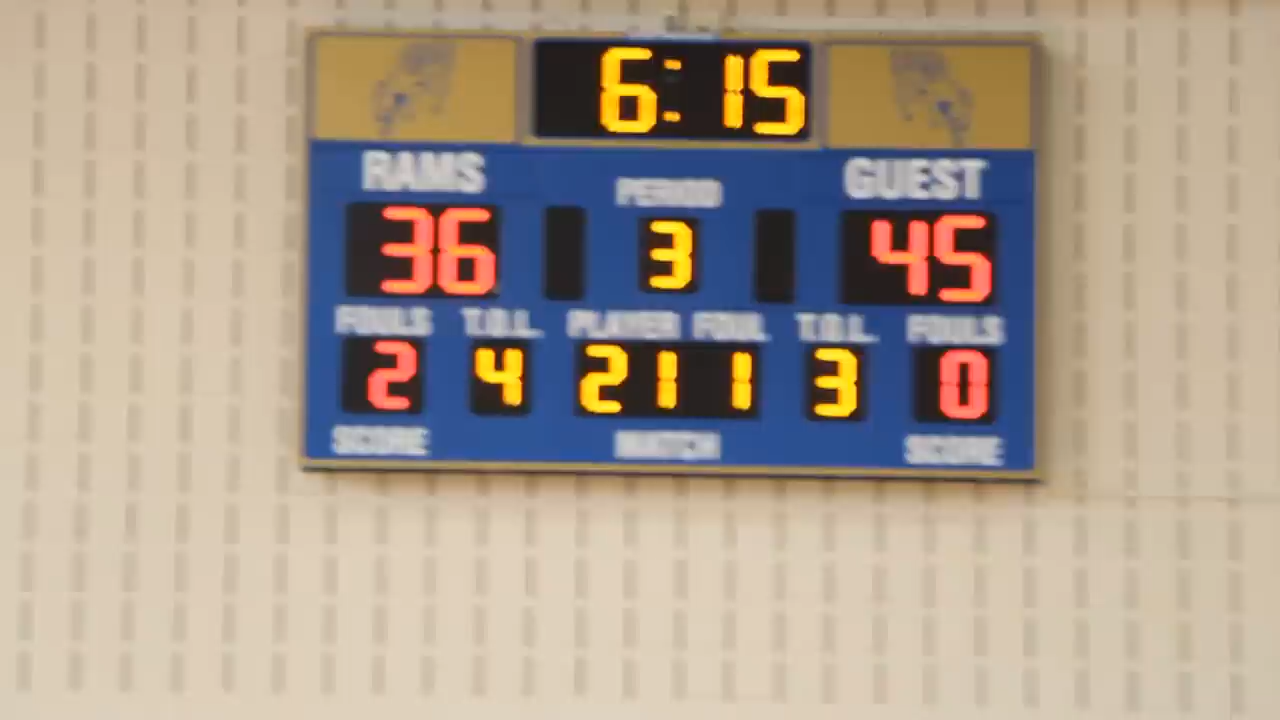 6:15
RAMS GUEST
PERIOD
36 3 45
FOULS T.O.L. PLAYER FOUL T.O.L. FOULS
2 4 21 1 3 0
SCORE MATCH SCORE